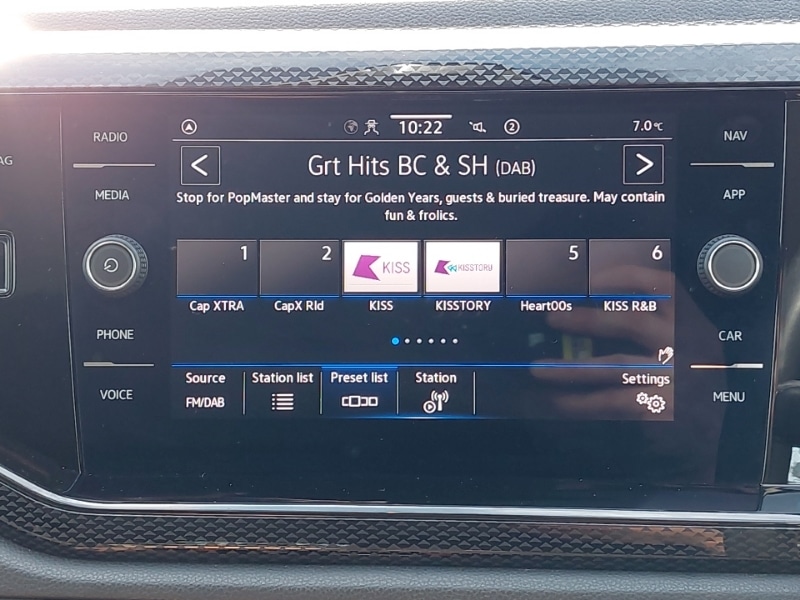 AG
RADIO
MEDIA
PHONE
VOICE
10:22
2
7.0°C
< Grt Hits BC & SH (DAB) >
Stop for PopMaster and stay for Golden Years, guests & buried treasure. May contain
fun & frolics.
1 2 KISS KISSTORY 5 6
Cap XTRA CapX Rld KISS KISSTORY Heart00s KISS R&B
Source Station list Preset list Station Settings
FM/DAB
NAV
APP
CAR
MENU